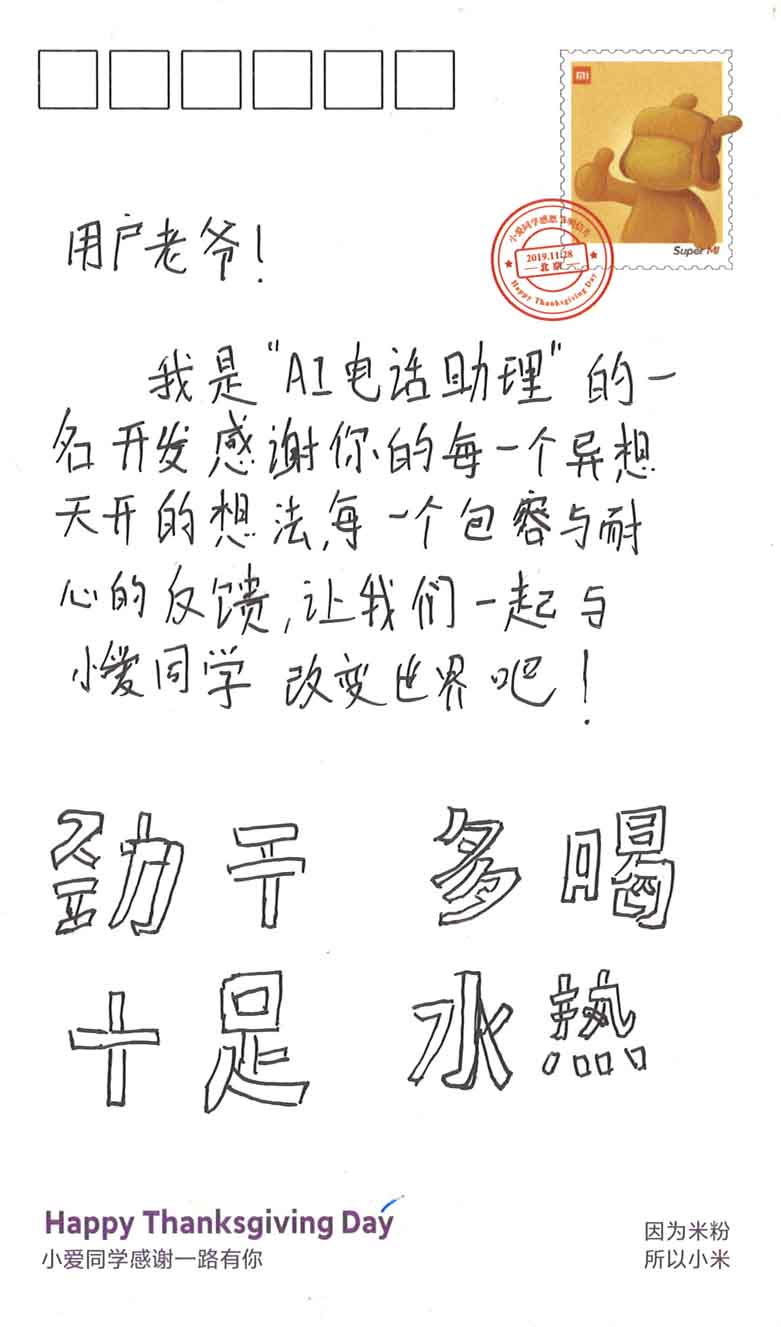 MI
Super MI
小爱同学感恩节明信片
2019.11.28
北京
Happy Thanksgiving Day
用户老爷！
我是“AI电话助理”的一
名开发感谢你的每一个异想
天开的想法,每一个包容与耐
心的反馈,让我们一起与
小爱同学 改变世界吧！
劲干 多喝
十足 水热
Happy Thanksgiving Day
小爱同学感谢一路有你
因为米粉
所以小米